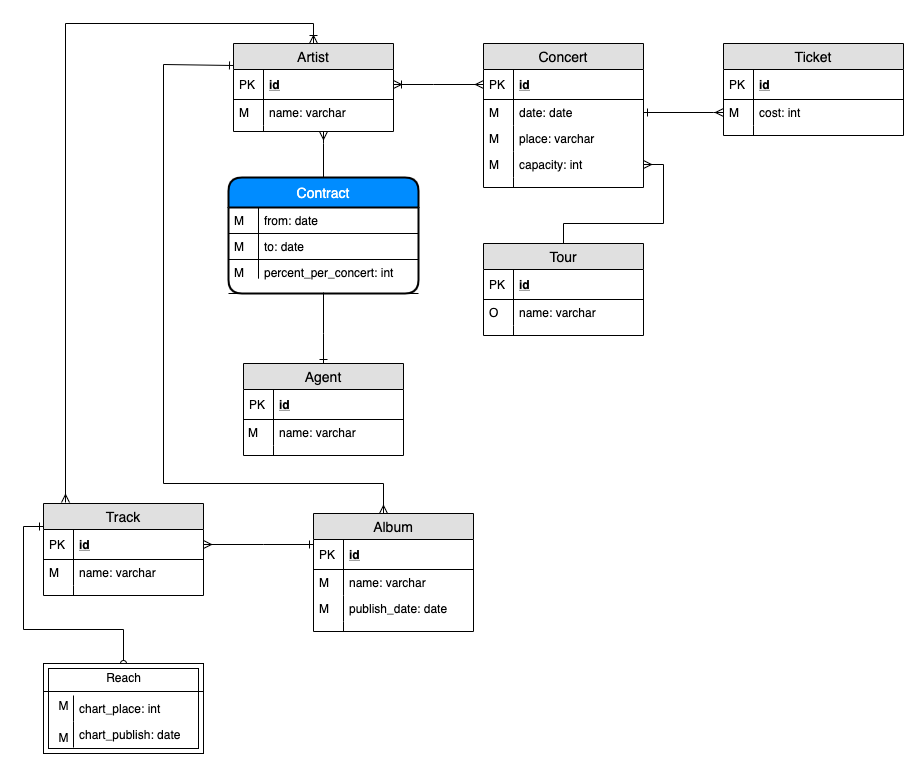 Artist
PK id
M name: varchar
Concert
PK id
M date: date
M place: varchar
M capacity: int
Ticket
PK id
M cost: int
Contract
M from: date
M to: date
M percent_per_concert: int
Tour
PK id
O name: varchar
Agent
PK id
M name: varchar
Track
PK id
M name: varchar
Album
PK id
M name: varchar
M publish_date: date
Reach
M chart_place: int
M chart_publish: date